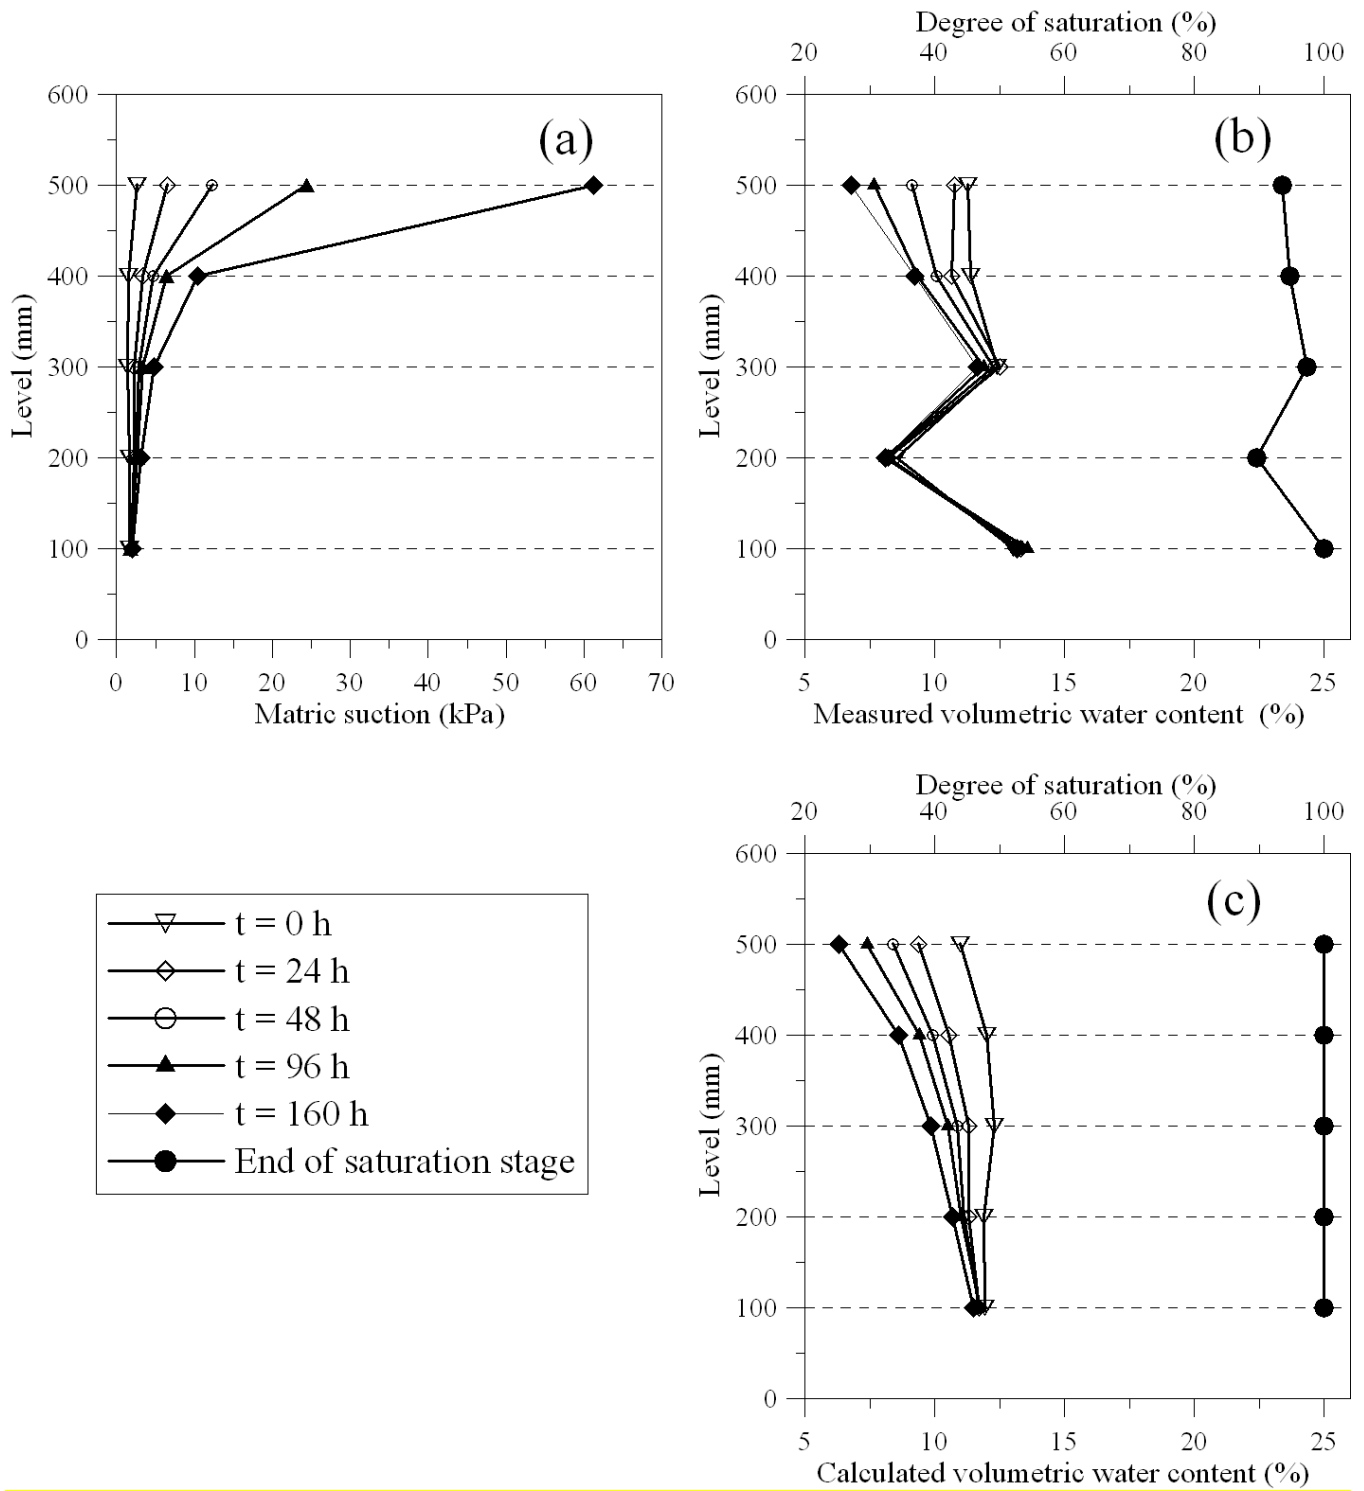 Degree of saturation (%)
20 40 60 80 100
600
500
400
300
200
100
0
Level (mm)
(a)
0 10 20 30 40 50 60 70
Matric suction (kPa)
600
500
400
300
200
100
0
Level (mm)
(b)
5 10 15 20 25
Measured volumetric water content (%)
Degree of saturation (%)
20 40 60 80 100
t = 0 h
t = 24 h
t = 48 h
t = 96 h
t = 160 h
End of saturation stage
600
500
400
300
200
100
0
Level (mm)
(c)
5 10 15 20 25
Calculated volumetric water content (%)